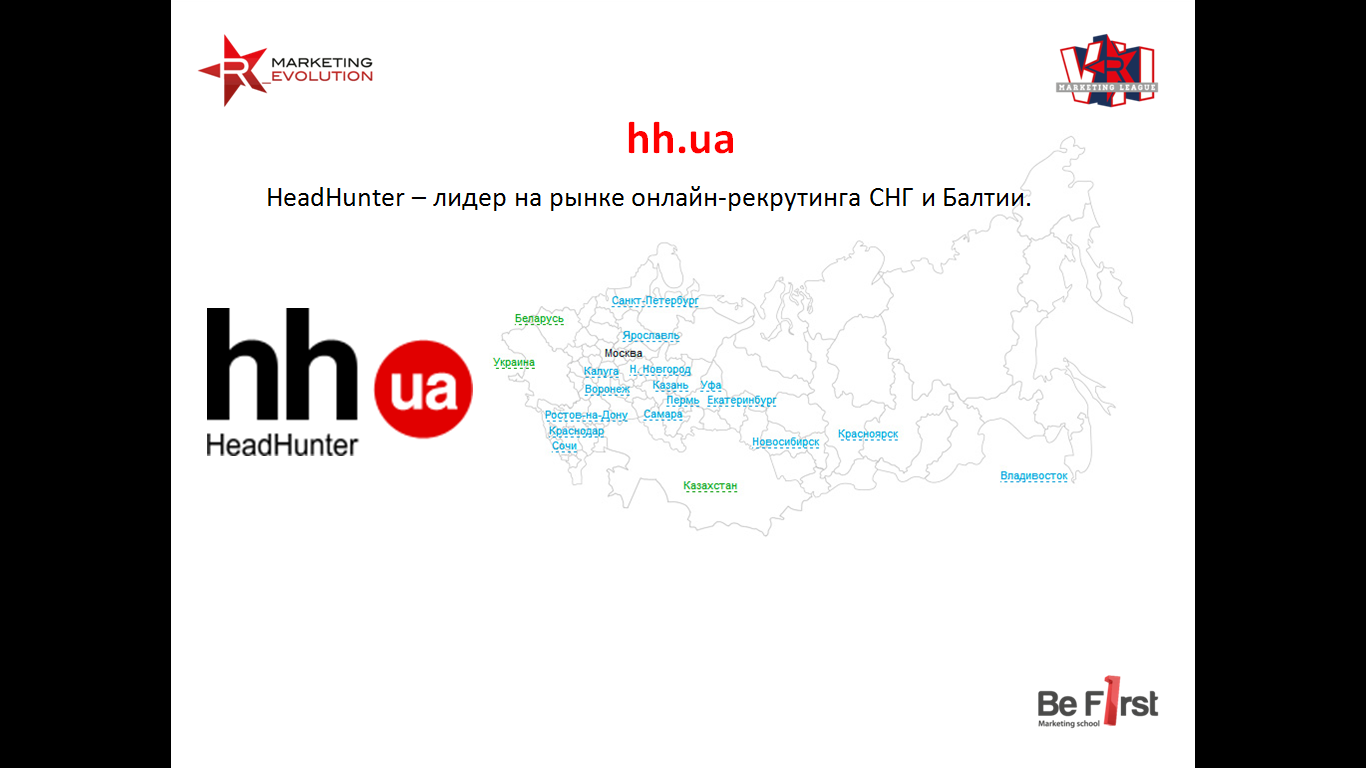 MARKETING
_EVOLUTION
MARKETING LEAGUE
hh.ua
HeadHunter – лидер на рынке онлайн-рекрутинга СНГ и Балтии.
hh
ua
HeadHunter
Санкт-Петербург
Беларусь
Ярославль
Москва
Украина
Калуга
Н. Новгород
Воронеж
Казань
Уфа
Пермь
Екатеринбург
Ростов-на-Дону
Самара
Краснодар
Сочи
Новосибирск
Красноярск
Владивосток
Казахстан
Be F1rst
Marketing school